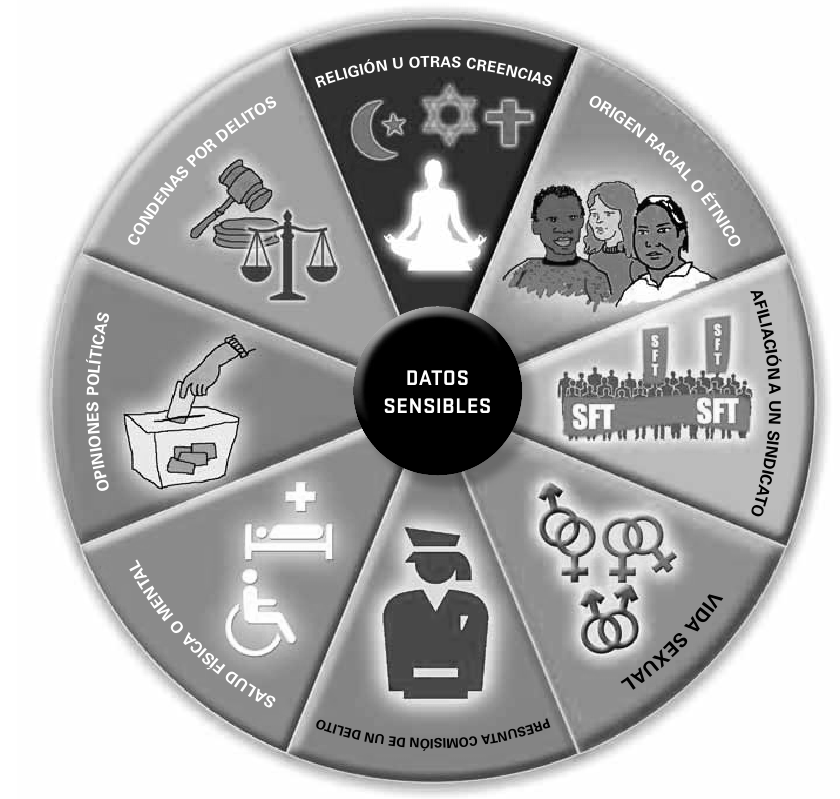 RELIGIÓN U OTRAS CREENCIAS
ORIGEN RACIAL O ÉTNICO
AFILIACIÓN A UN SINDICATO
SFT
SFT
SFT
SFT
VIDA SEXUAL
PRESUNTA COMISIÓN DE UN DELITO
SALUD FÍSICA O MENTAL
OPINIONES POLÍTICAS
CONDENAS POR DELITOS
DATOS
SENSIBLES